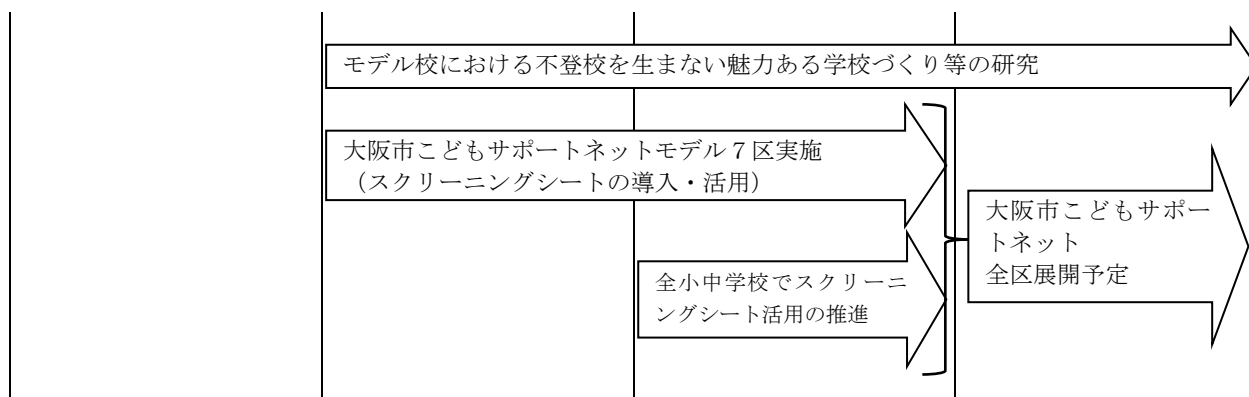 モデル校における不登校を生まない魅力ある学校づくり等の研究
大阪市こどもサポートネットモデル７区実施
（スクリーニングシートの導入・活用）
大阪市こどもサポー
トネット
全区展開予定
全小中学校でスクリーニ
ングシート活用の推進